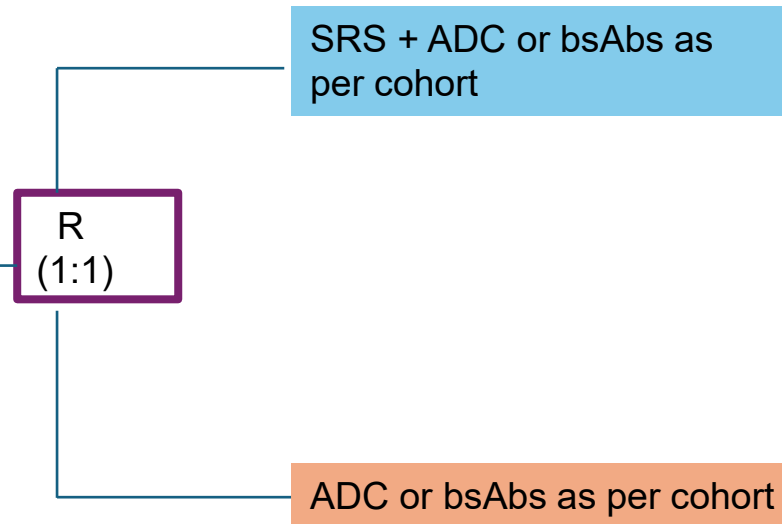 SRS + ADC or bsAbs as
per cohort
R
(1:1)
ADC or bsAbs as per cohort